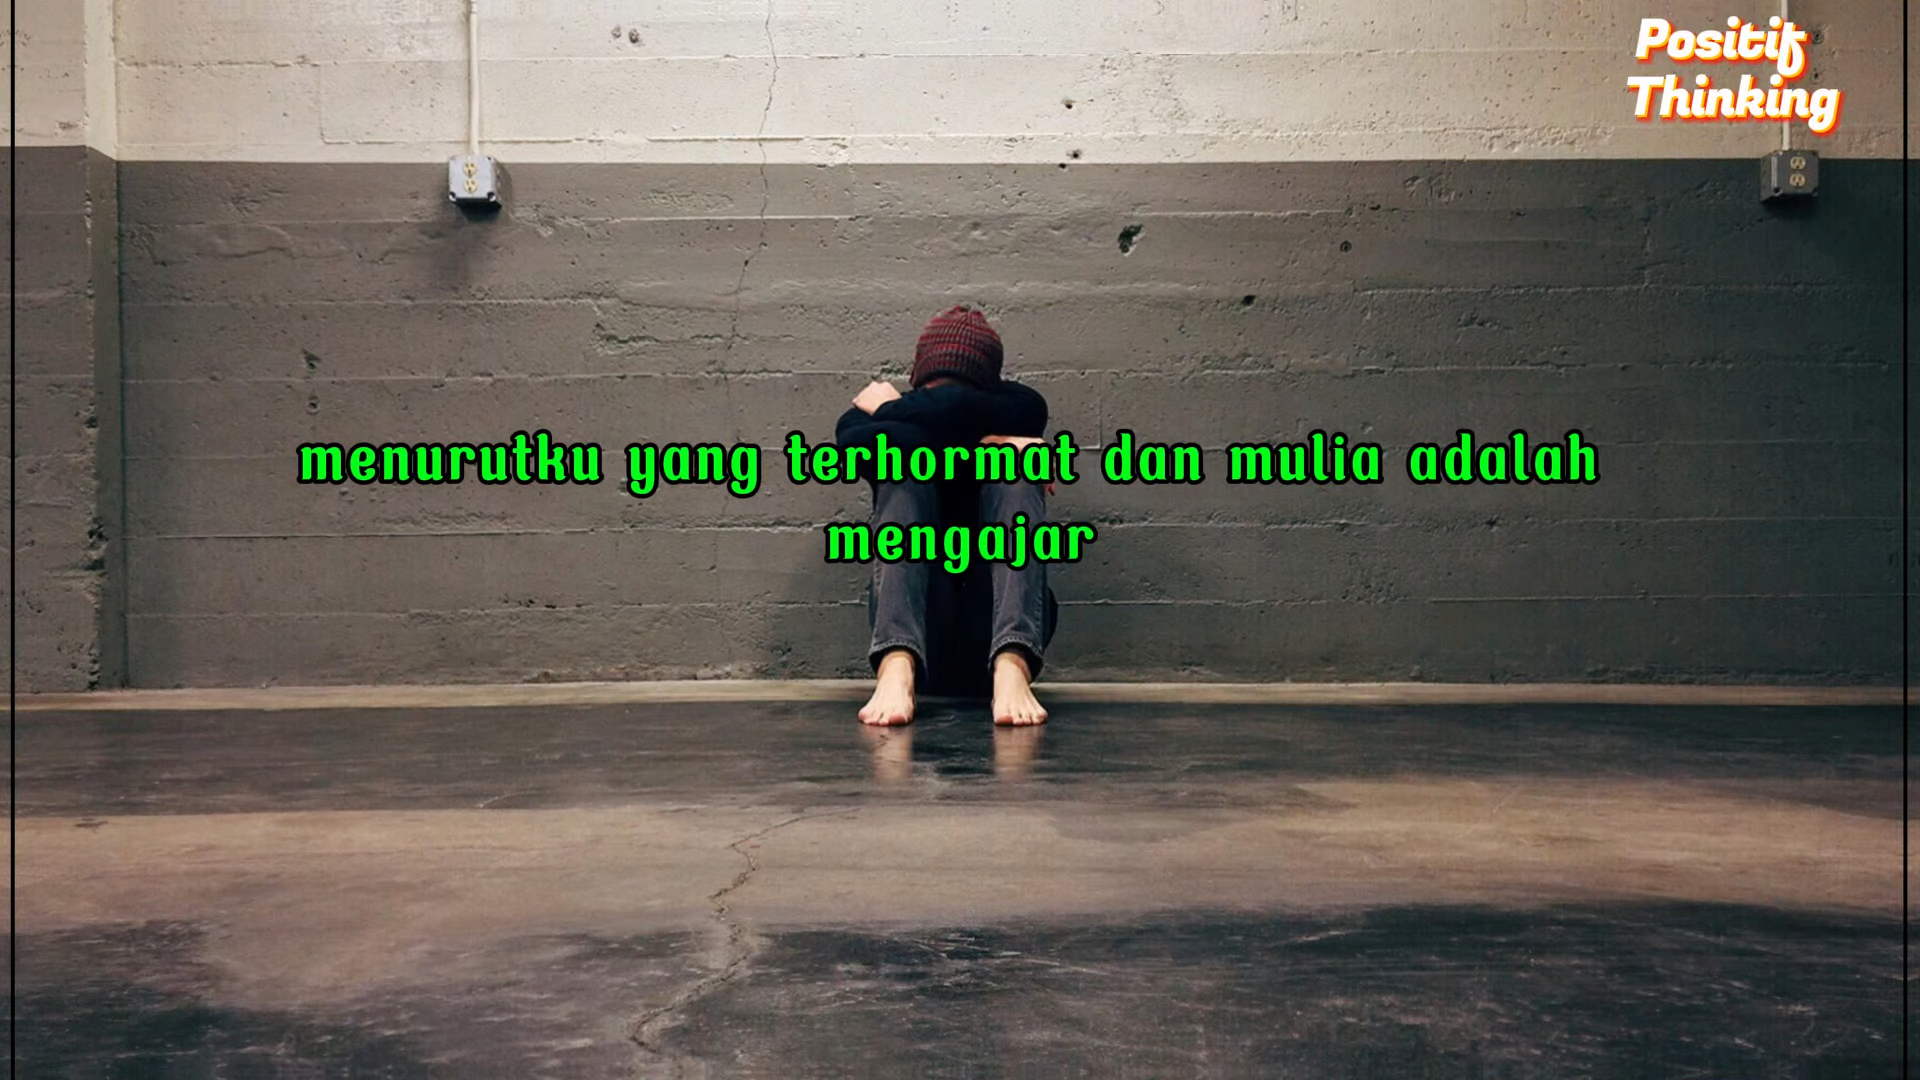 Positif
Thinking
menurutku yang terhormat dan mulia adalah
mengajar